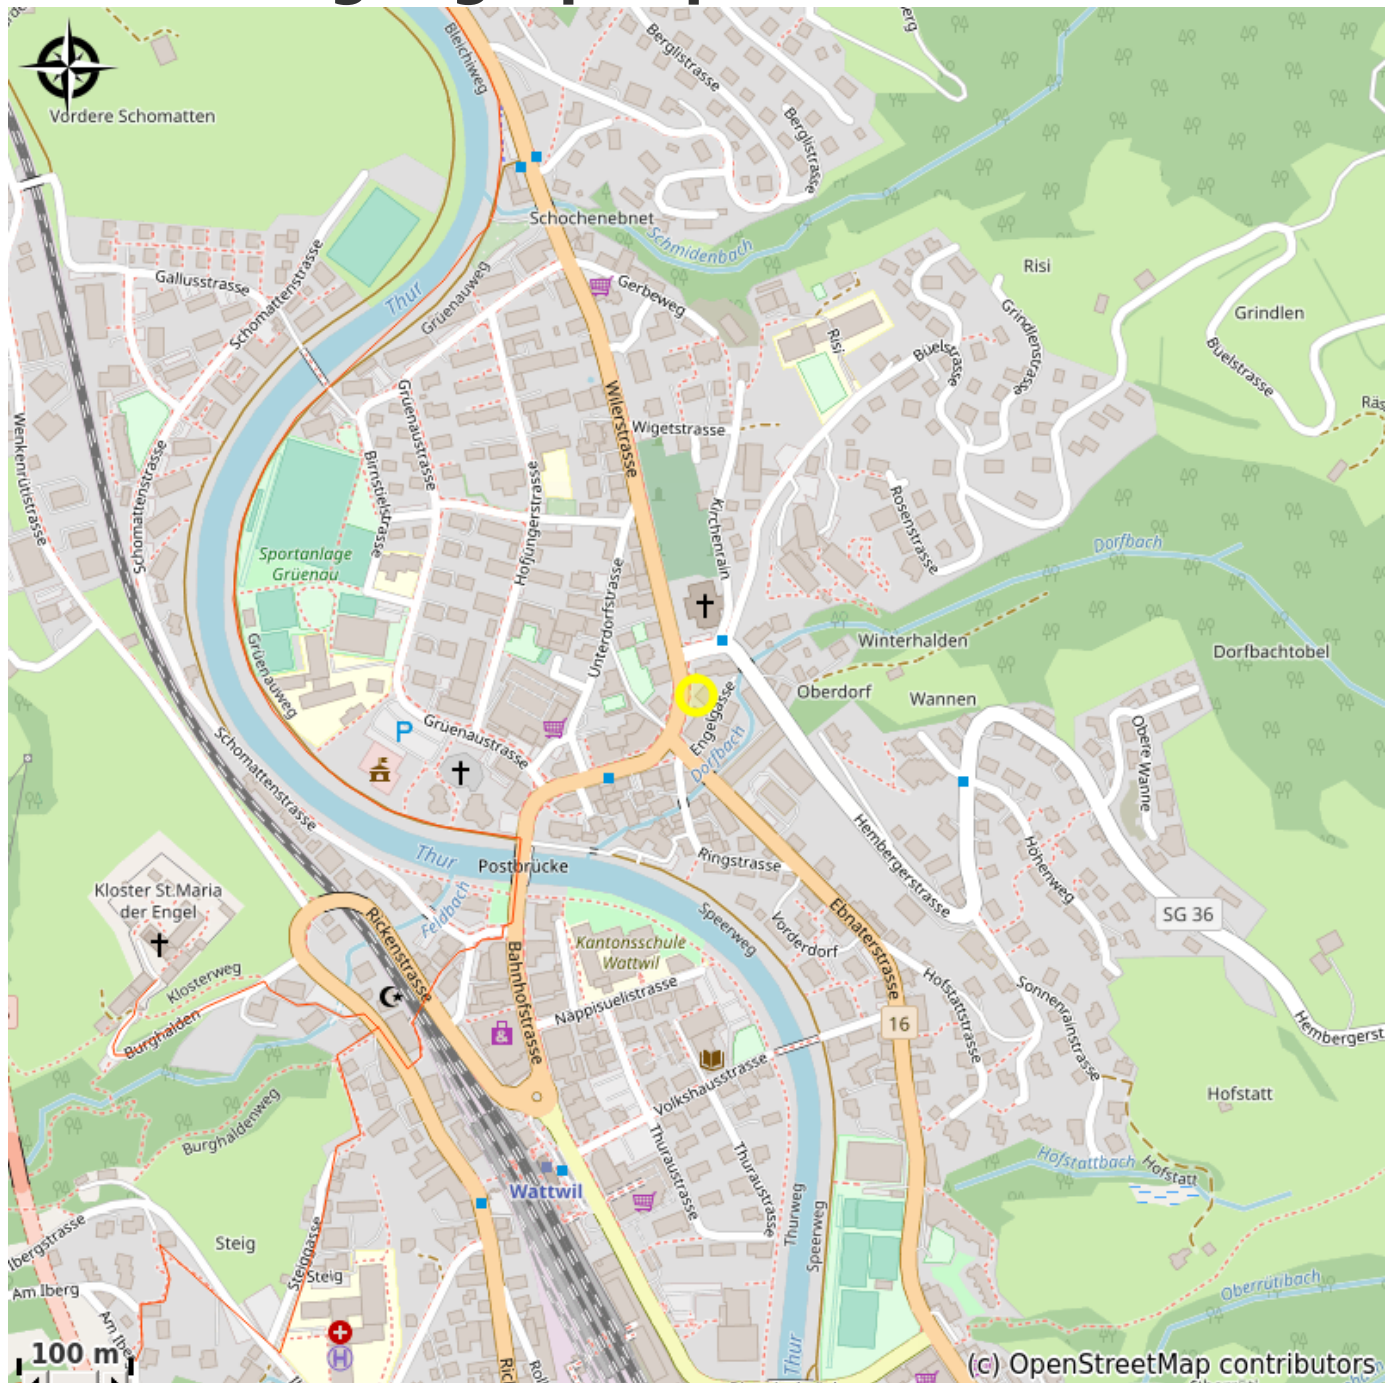 Bleichiweg
Berglistrasse
Vordere Schomatten
Berglistrasse
Schochenebnet
Schmidenbach
Gallusstrasse
Schomattenstrasse
Thur
Grüenauweg
Gerbeweg
Risi
Risi
Grindlen
Grindlenstrasse
Büelstrasse
Büelstrasse
Wilerstrasse
Wigetstrasse
Grüenaustrasse
Birnstielstrasse
Hofjüngerstrasse
Wenkenrütistrasse
Schomattenstrasse
Kirchenrain
Rosenstrasse
Dorfbach
Sportanlage
Grüenau
Unterdorfstrasse
Winterhalden
Dorfbachtobel
Grüenauweg
Oberdorf
Wannen
Engelgasse
Dorfbach
P
Grüenaustrasse
Schomattenstrasse
Obere Wanne
Thur
Postbrücke
Ringstrasse
Hembergerstrasse
Höhenweg
Kloster St.Maria
der Engel
Feldbach
Rickenstrasse
Speerweg
Vorderdorf
Ebnaterstrasse
SG 36
Kantonsschule
Wattwil
Klosterweg
Bahnhofstrasse
Näppisuelistrasse
Hofstattstrasse
Sonnenrainstrasse
Burghalden
16
Hembergerst
Volkshausstrasse
Hofstatt
Burghaldenweg
Thuraustrasse
Thuraustrasse
Hofstattbach
Hofstatt
Wattwil
Thurweg
Speerweg
Ibergstrasse
Steig
Steiggasse
Steig
Am Iberg
Oberrütibach
H
Thur
100 m
(c) OpenStreetMap contributors